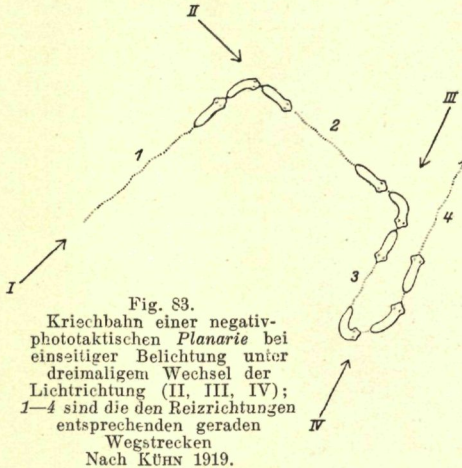 II
III
1
2
4
I
3
IV
Fig. 83.
Kriechbahn einer negativ-
phototaktischen Planarie bei
einseitiger Belichtung unter
dreimaligem Wechsel der
Lichtrichtung (II, III, IV);
1—4 sind die den Reizrichtungen
entsprechenden geraden
Wegstrecken
Nach KÜHN 1919.